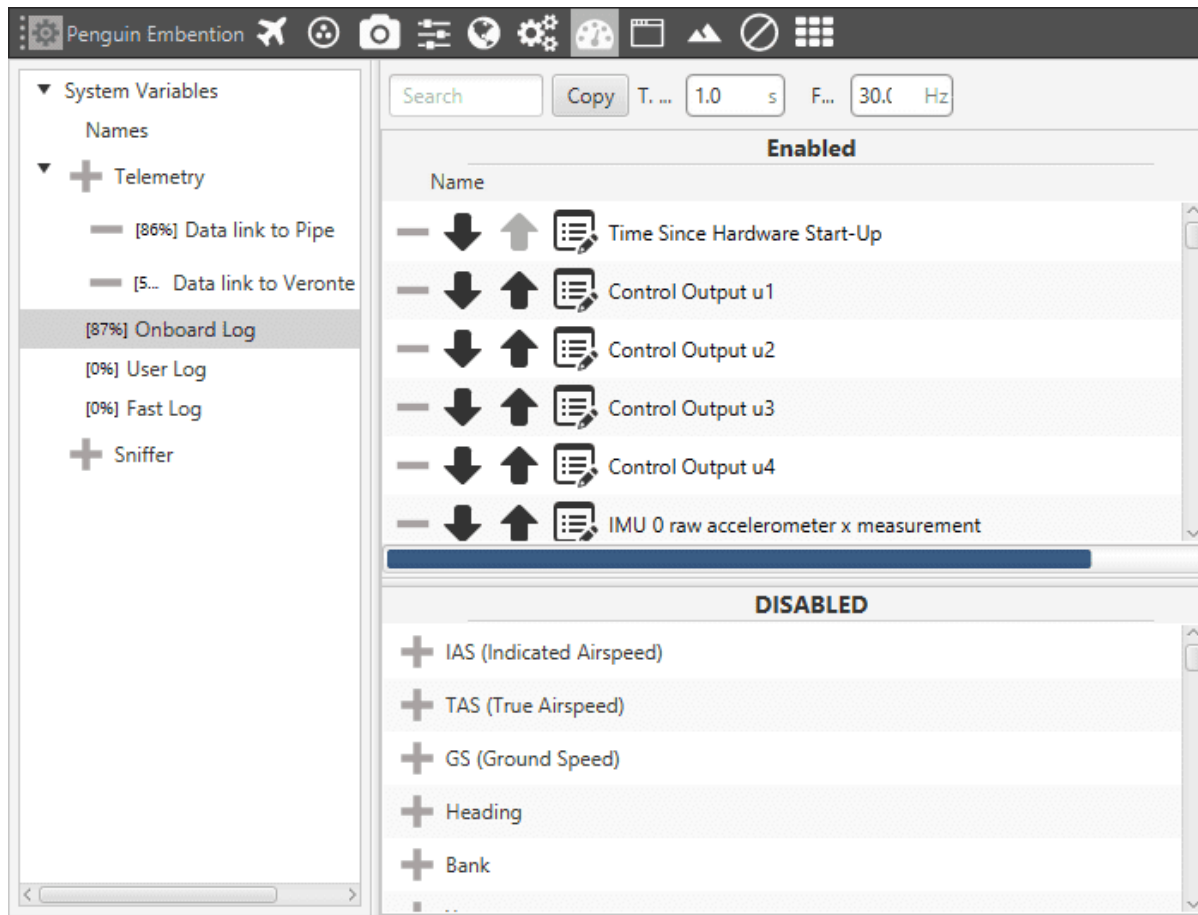 Penguin Embention
System Variables
Names
Telemetry
[86%] Data link to Pipe
[5... Data link to Veronte
[87%] Onboard Log
[0%] User Log
[0%] Fast Log
Sniffer
Search Copy T. ... 1.0 s F... 30.( Hz
Enabled
Name
Time Since Hardware Start-Up
Control Output u1
Control Output u2
Control Output u3
Control Output u4
IMU 0 raw accelerometer x measurement
DISABLED
IAS (Indicated Airspeed)
TAS (True Airspeed)
GS (Ground Speed)
Heading
Bank